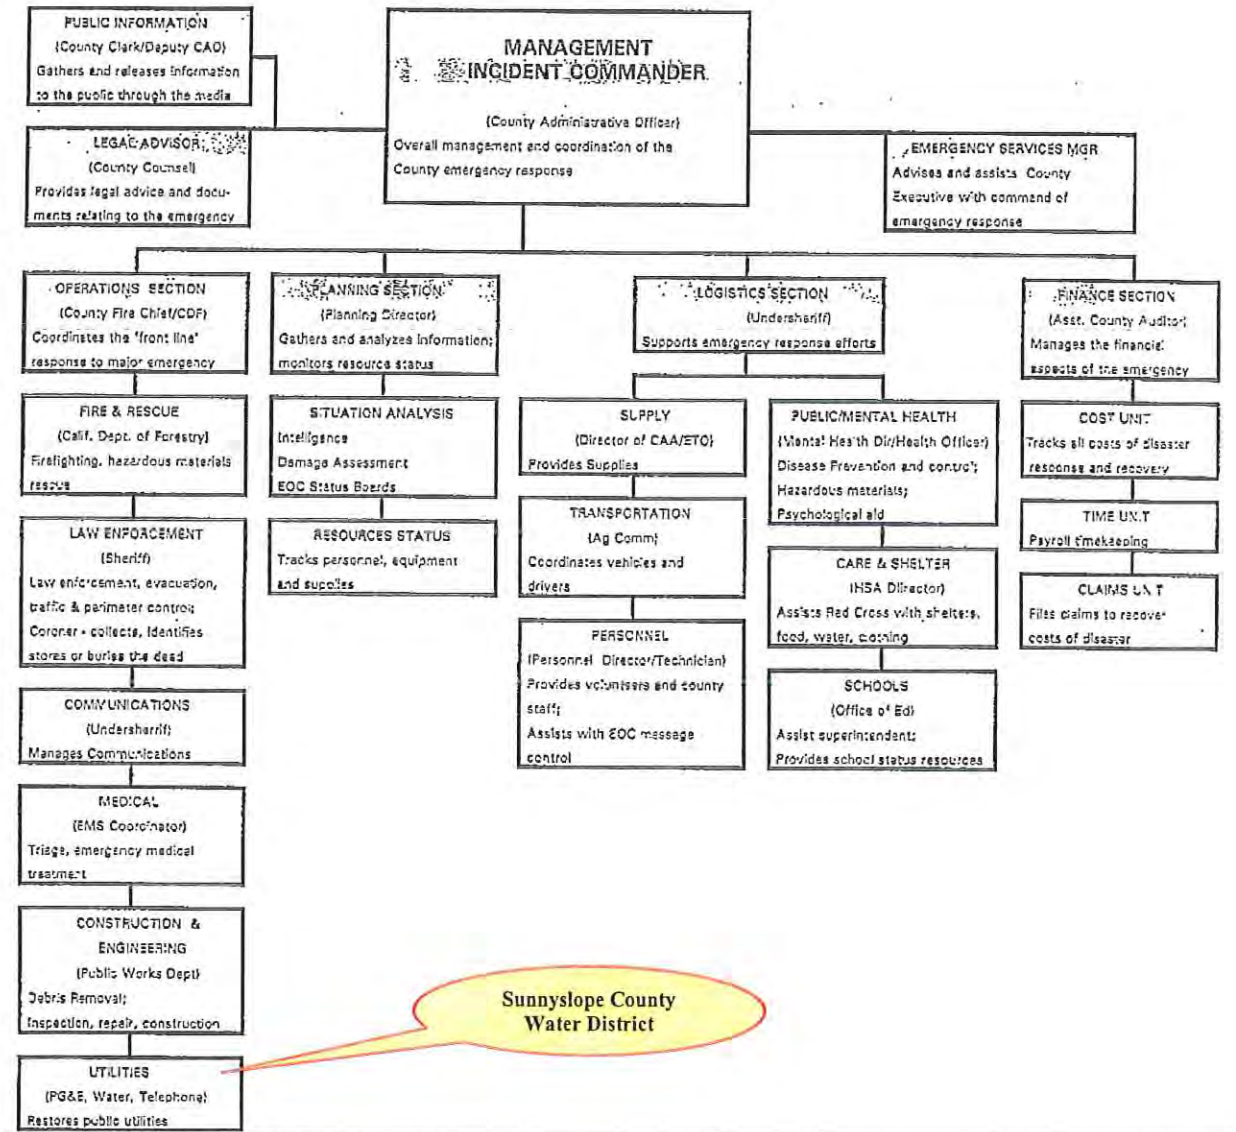 PUBLIC INFORMATION
(County Clerk/Deputy CAO)
Gathers and releases information
to the public through the media
MANAGEMENT
INCIDENT COMMANDER
(County Administrative Officer)
Overall management and coordination of the
County emergency response
LEGAL ADVISOR
(County Counsel)
Provides legal advice and docu-
ments relating to the emergency
EMERGENCY SERVICES MGR
Advises and assists County
Executive with command of
emergency response
OPERATIONS SECTION
(County Fire Chief/CDF)
Coordinates the "front line"
response to major emergency
PLANNING SECTION
(Planning Director)
Gathers and analyzes information;
monitors resource status
LOGISTICS SECTION
(Undersheriff)
Supports emergency response efforts
FINANCE SECTION
(Asst. County Auditor)
Manages the financial
aspects of the emergency
FIRE & RESCUE
(Calif. Dept. of Forestry)
Firefighting, hazardous materials
rescue
SITUATION ANALYSIS
Intelligence
Damage Assessment
EOC Status Boards
SUPPLY
(Director of CAA/ETO)
Provides Supplies
PUBLIC/MENTAL HEALTH
(Mental Health Dir/Health Officer)
Disease Prevention and control;
Hazardous materials;
Psychological aid
COST UNIT
Tracks all costs of disaster
response and recovery
LAW ENFORCEMENT
(Sheriff)
Law enforcement, evacuation,
traffic & perimeter control;
Coroner - collects, identifies
stores or buries the dead
RESOURCES STATUS
Tracks personnel, equipment
and supplies
TRANSPORTATION
(Ag Comm)
Coordinates vehicles and
drivers
CARE & SHELTER
(HSA Dlirector)
Assists Red Cross with shelters,
food, water, clothing
TIME UNIT
Payroll timekeeping
CLAIMS UNIT
Files claims to recover
costs of disaster
PERSONNEL
(Personnel Director/Technician)
Provides volunteers and county
staff;
Assists with EOC message
control
SCHOOLS
(Office of Ed)
Assist superintendent;
Provides school status resources
COMMUNICATIONS
(Undersherrif)
Manages Communications
MEDICAL
(EMS Coordinator)
Triage, emergency medical
treatment
CONSTRUCTION &
ENGINEERING
(Public Works Dept)
Debris Removal;
Inspection, repair, construction
UTILITIES
(PG&E, Water, Telephone)
Restores public utilities
Sunnyslope County
Water District